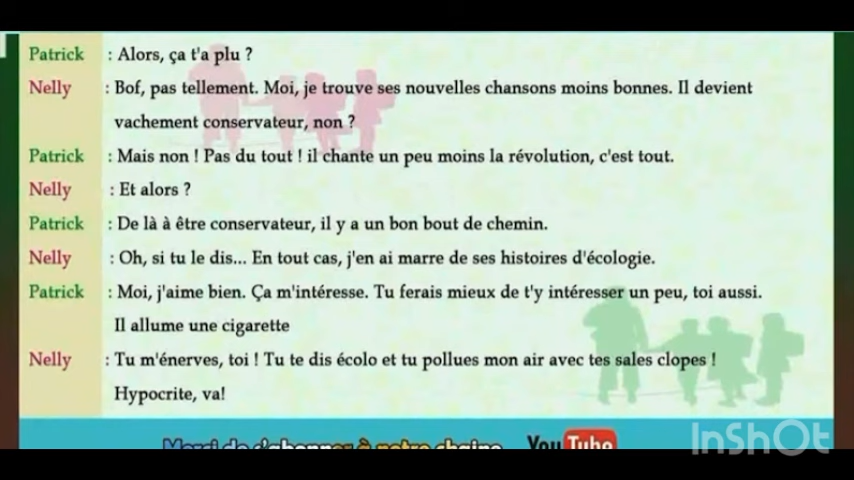 Patrick : Alors, ça t'a plu ?
Nelly : Bof, pas tellement. Moi, je trouve ses nouvelles chansons moins bonnes. Il devient
vachement conservateur, non ?
Patrick : Mais non ! Pas du tout ! il chante un peu moins la révolution, c'est tout.
Nelly : Et alors ?
Patrick : De là à être conservateur, il y a un bon bout de chemin.
Nelly : Oh, si tu le dis... En tout cas, j'en ai marre de ses histoires d'écologie.
Patrick : Moi, j'aime bien. Ça m'intéresse. Tu ferais mieux de t'y intéresser un peu, toi aussi.
Il allume une cigarette
Nelly : Tu m'énerves, toi ! Tu te dis écolo et tu pollues mon air avec tes sales clopes !
Hypocrite, va!
Merci de s'abonner à notre chaine YouTube
InShOt